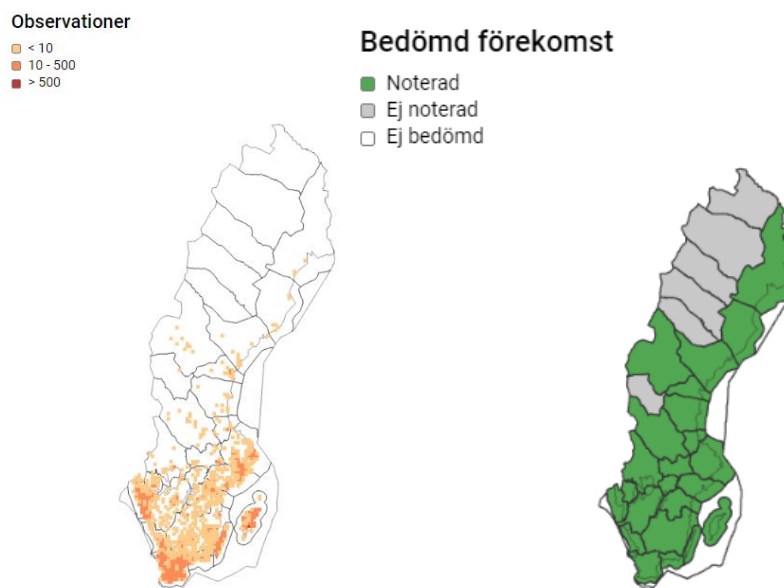 Observationer
< 10
10 - 500
> 500
Bedömd förekomst
Noterad
Ej noterad
Ej bedömd